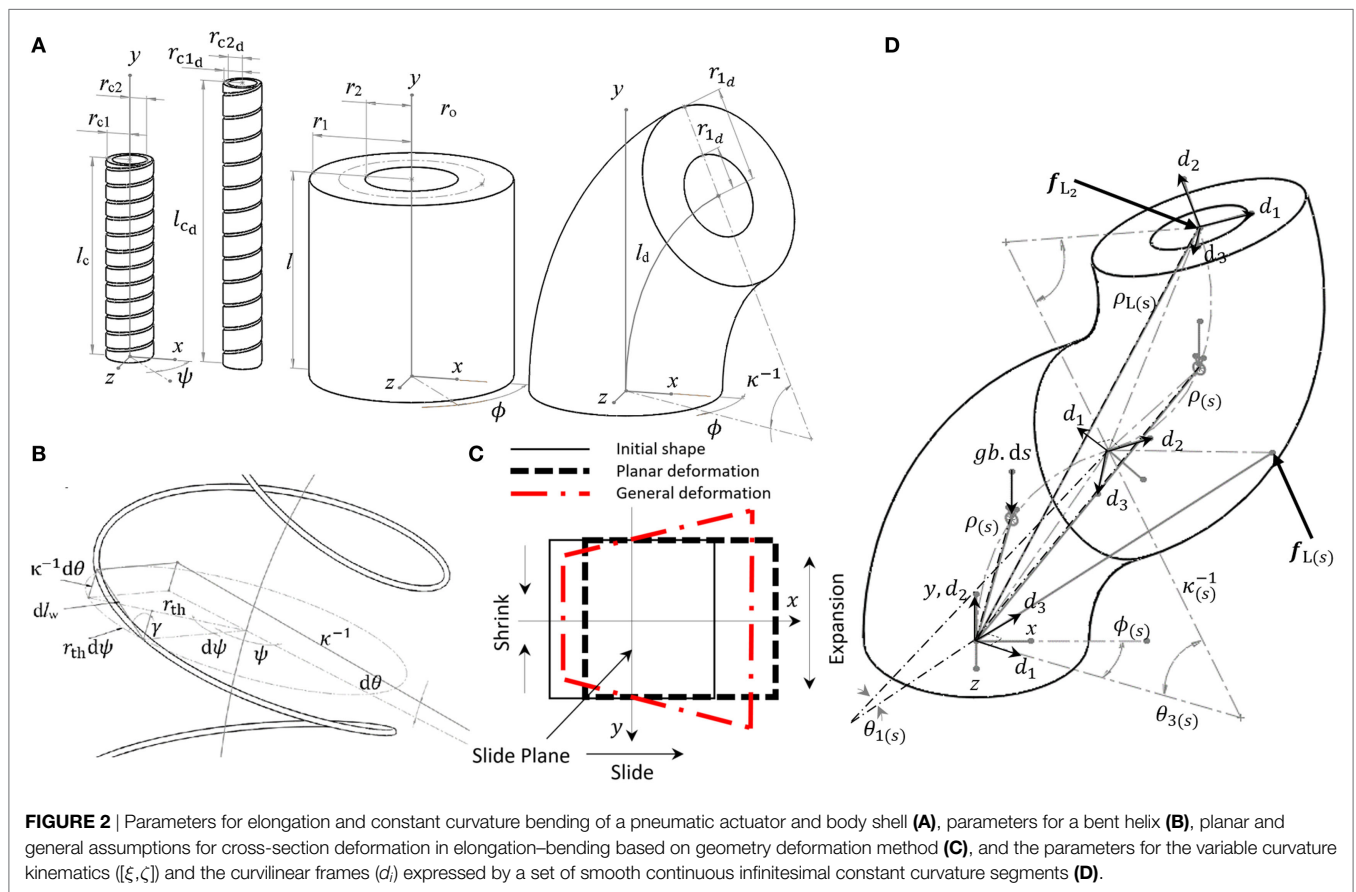 A
r_c2_d
r_c1_d
y
r_c2
r_c1
l_c
l_c_d
x
z
ψ
y
r_2
r_o
r_1
l
x
z
ϕ
y
r_1_d
r_1_d
l_d
x
z
κ⁻¹
ϕ
B
κ⁻¹dθ
r_th
dl_w
γ
κ⁻¹
r_th dψ
dψ
ψ
dθ
C
Initial shape
Planar deformation
General deformation
Shrink
x
Expansion
y
Slide Plane
Slide
D
d_2
f_L_2
d_1
d_3
ρ_L(s)
ρ_(s)
d_1
d_2
gb.ds
d_3
ρ_(s)
f_L(s)
κ_(s)⁻¹
y, d_2
d_3
x
ϕ_(s)
d_1
z
θ_3(s)
θ_1(s)
FIGURE 2 | Parameters for elongation and constant curvature bending of a pneumatic actuator and body shell (A), parameters for a bent helix (B), planar and
general assumptions for cross-section deformation in elongation–bending based on geometry deformation method (C), and the parameters for the variable curvature
kinematics ([ξ,ζ]) and the curvilinear frames (d_i) expressed by a set of smooth continuous infinitesimal constant curvature segments (D).